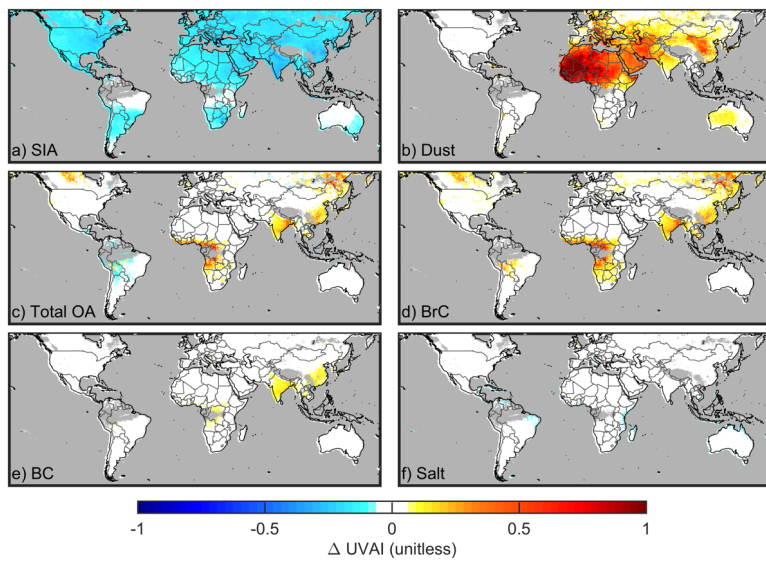 a) SIA
b) Dust
c) Total OA
d) BrC
e) BC
f) Salt
-1 -0.5 0 0.5 1
Δ UVAI (unitless)